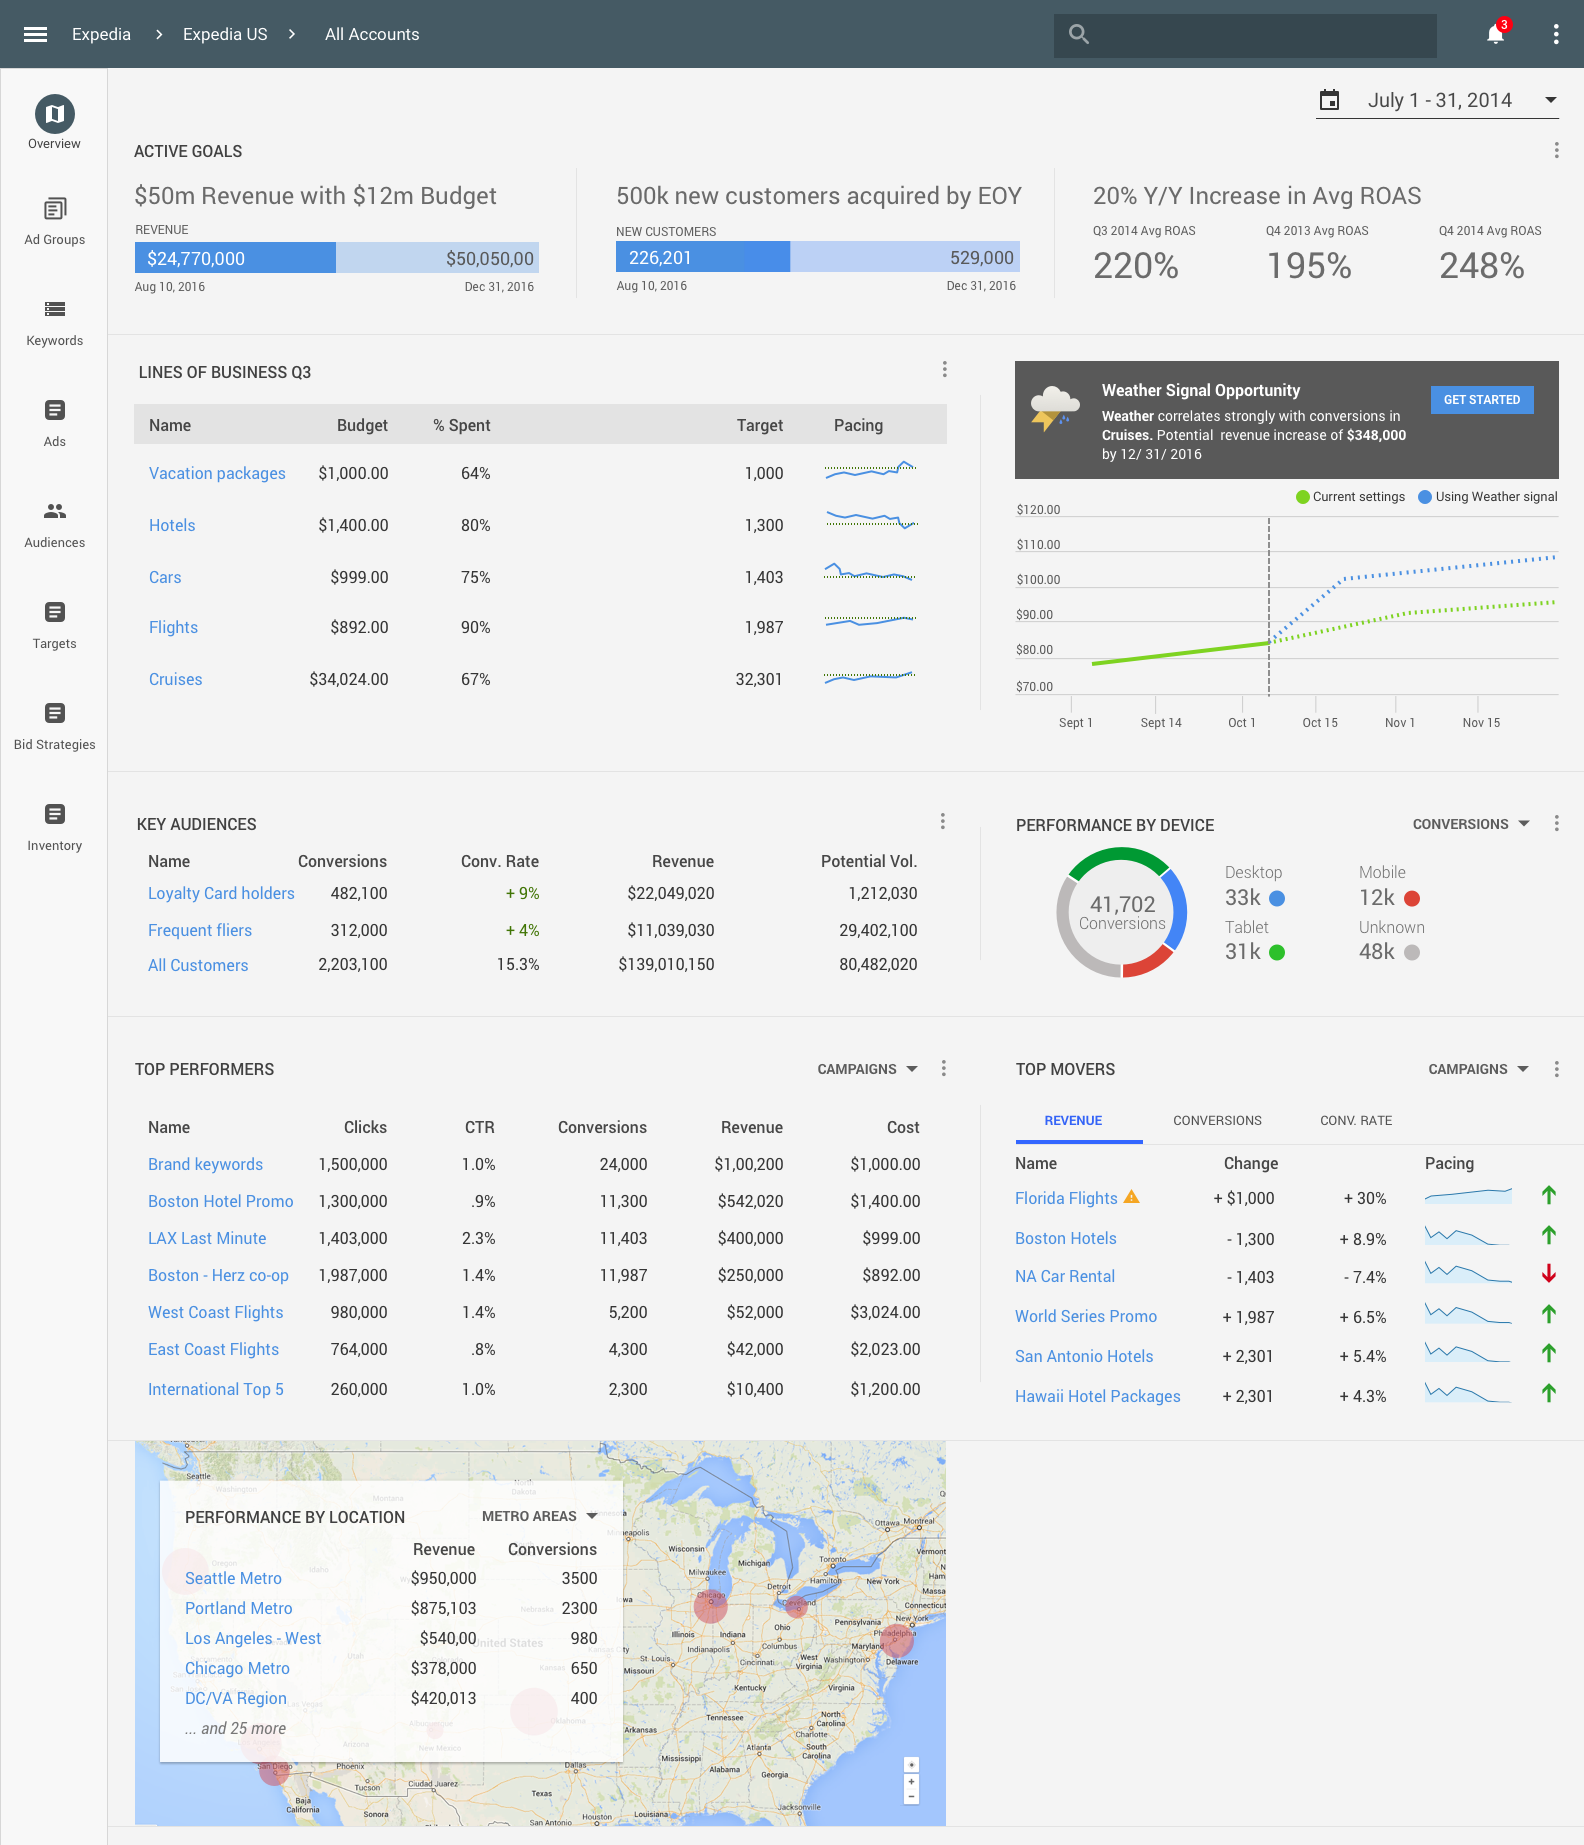 Expedia > Expedia US > All Accounts
3
July 1 - 31, 2014
Overview
Ad Groups
Keywords
Ads
Audiences
Targets
Bid Strategies
Inventory
ACTIVE GOALS
$50m Revenue with $12m Budget
REVENUE
$24,770,000 $50,050,00
Aug 10, 2016 Dec 31, 2016
500k new customers acquired by EOY
NEW CUSTOMERS
226,201 529,000
Aug 10, 2016 Dec 31, 2016
20% Y/Y Increase in Avg ROAS
Q3 2014 Avg ROAS Q4 2013 Avg ROAS Q4 2014 Avg ROAS
220% 195% 248%
LINES OF BUSINESS Q3
Name Budget % Spent Target Pacing
Vacation packages $1,000.00 64% 1,000
Hotels $1,400.00 80% 1,300
Cars $999.00 75% 1,403
Flights $892.00 90% 1,987
Cruises $34,024.00 67% 32,301
Weather Signal Opportunity
Weather correlates strongly with conversions in
Cruises. Potential revenue increase of $348,000
by 12/ 31/ 2016
GET STARTED
Current settings Using Weather signal
$120.00
$110.00
$100.00
$90.00
$80.00
$70.00
Sept 1 Sept 14 Oct 1 Oct 15 Nov 1 Nov 15
KEY AUDIENCES
Name Conversions Conv. Rate Revenue Potential Vol.
Loyalty Card holders 482,100 + 9% $22,049,020 1,212,030
Frequent fliers 312,000 + 4% $11,039,030 29,402,100
All Customers 2,203,100 15.3% $139,010,150 80,482,020
PERFORMANCE BY DEVICE CONVERSIONS
41,702
Conversions
Desktop Mobile
33k 12k
Tablet Unknown
31k 48k
TOP PERFORMERS CAMPAIGNS
Name Clicks CTR Conversions Revenue Cost
Brand keywords 1,500,000 1.0% 24,000 $1,00,200 $1,000.00
Boston Hotel Promo 1,300,000 .9% 11,300 $542,020 $1,400.00
LAX Last Minute 1,403,000 2.3% 11,403 $400,000 $999.00
Boston - Herz co-op 1,987,000 1.4% 11,987 $250,000 $892.00
West Coast Flights 980,000 1.4% 5,200 $52,000 $3,024.00
East Coast Flights 764,000 .8% 4,300 $42,000 $2,023.00
International Top 5 260,000 1.0% 2,300 $10,400 $1,200.00
TOP MOVERS CAMPAIGNS
REVENUE CONVERSIONS CONV. RATE
Name Change Pacing
Florida Flights + $1,000 + 30%
Boston Hotels - 1,300 + 8.9%
NA Car Rental - 1,403 - 7.4%
World Series Promo + 1,987 + 6.5%
San Antonio Hotels + 2,301 + 5.4%
Hawaii Hotel Packages + 2,301 + 4.3%
PERFORMANCE BY LOCATION METRO AREAS
Revenue Conversions
Seattle Metro $950,000 3500
Portland Metro $875,103 2300
Los Angeles - West $540,00 980
Chicago Metro $378,000 650
DC/VA Region $420,013 400
... and 25 more
Seattle
Washington
Montana
North
Dakota
Oregon
Idaho
Nebraska
United States
Utah
Kansas
Las Vegas
Albuquerque
Oklahoma
Arizona
New Mexico
San Diego
Phoenix
Tucson
Ciudad Juarez
Dallas
Baja
California
Sonora
Texas
Houston
San Antonio
Louisiana
Ottawa Montreal
Wisconsin
Michigan
Toronto
Vermont
Milwaukee
Hamilton
Detroit
New York
Chicago
Cleveland
Iowa
Illinois
Indiana
Ohio
Pennsylvania
New York
Indianapolis
Columbus
Maryland
Philadelphia
St. Louis
Cincinnati
West
Virginia
Washington
Delaware
Missouri
Kentucky
Virginia
Tennessee
North
Carolina
Arkansas
Charlotte
South
Carolina
Atlanta
Mississippi
Alabama
Georgia
Jacksonville
+
−